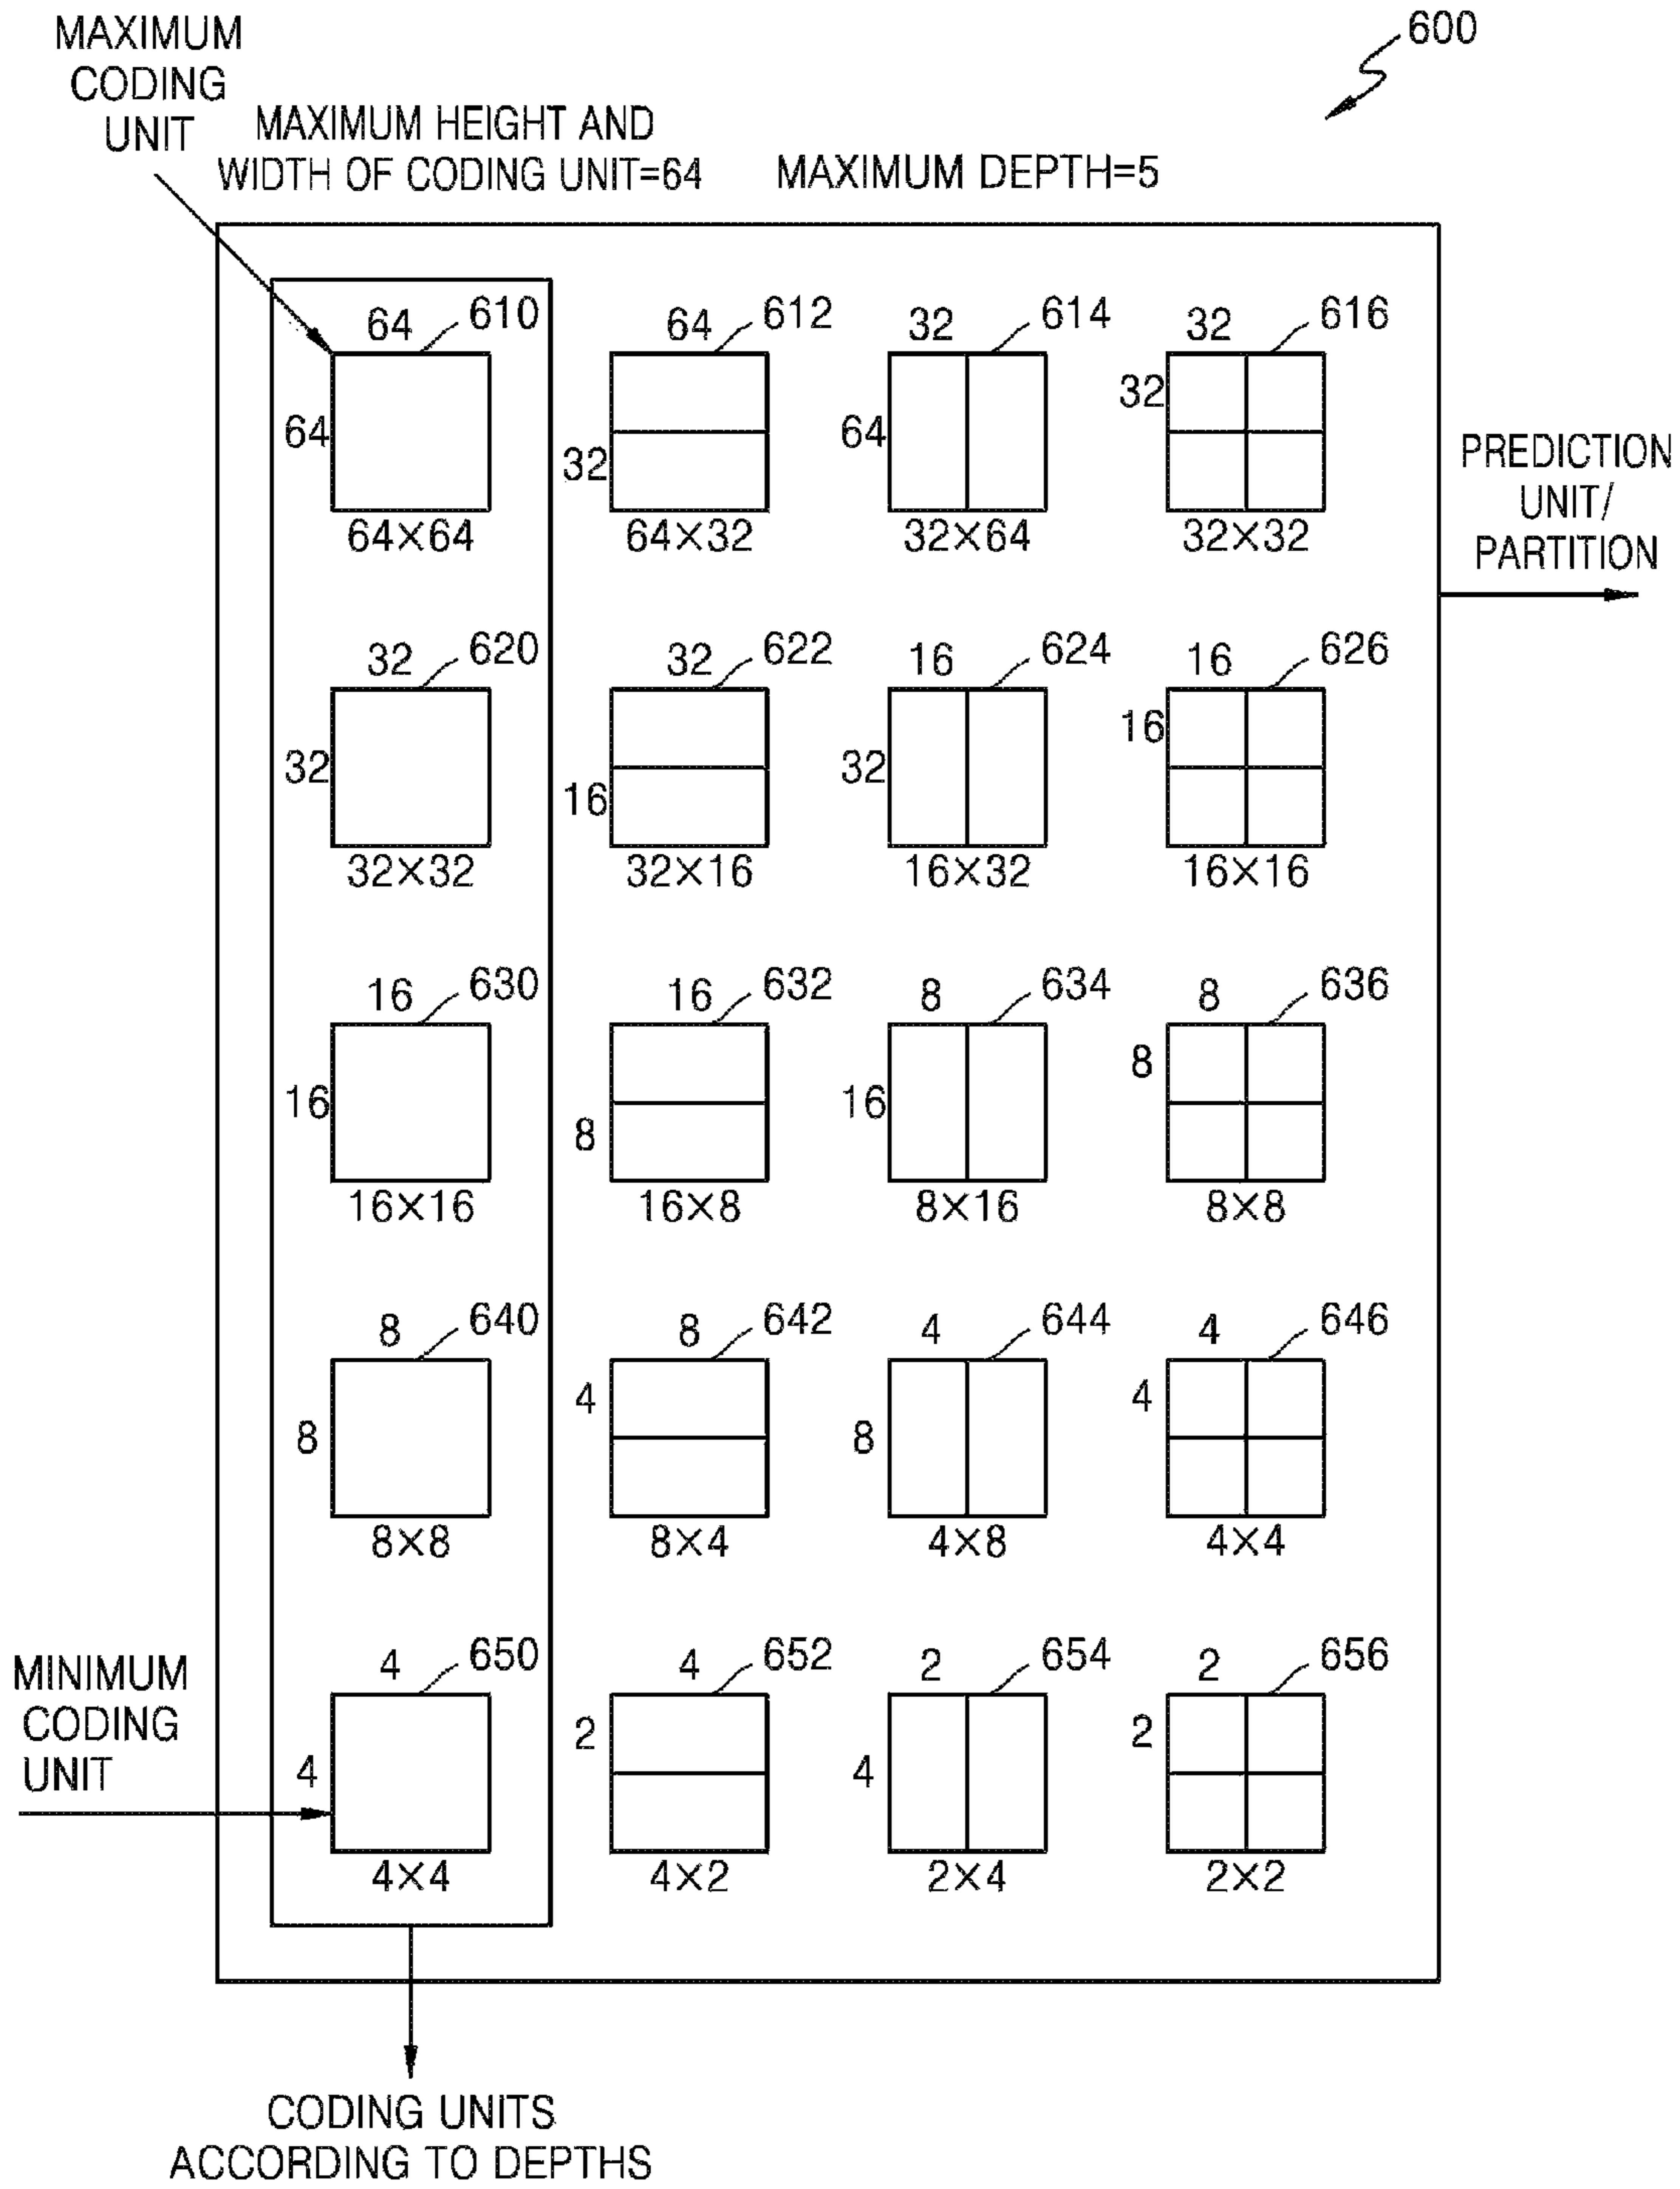 600
MAXIMUM
CODING
UNIT
MAXIMUM HEIGHT AND
WIDTH OF CODING UNIT=64
MAXIMUM DEPTH=5
64 610 64 612 32 614 32 616
64 32 64 32
64×64 64×32 32×64 32×32
PREDICTION
UNIT/
PARTITION
32 620 32 622 16 624 16 626
32 16 32 16
32×32 32×16 16×32 16×16
16 630 16 632 8 634 8 636
16 8 16 8
16×16 16×8 8×16 8×8
8 640 8 642 4 644 4 646
8 4 8 4
8×8 8×4 4×8 4×4
4 650 4 652 2 654 2 656
4 2 4 2
4×4 4×2 2×4 2×2
MINIMUM
CODING
UNIT
CODING UNITS
ACCORDING TO DEPTHS